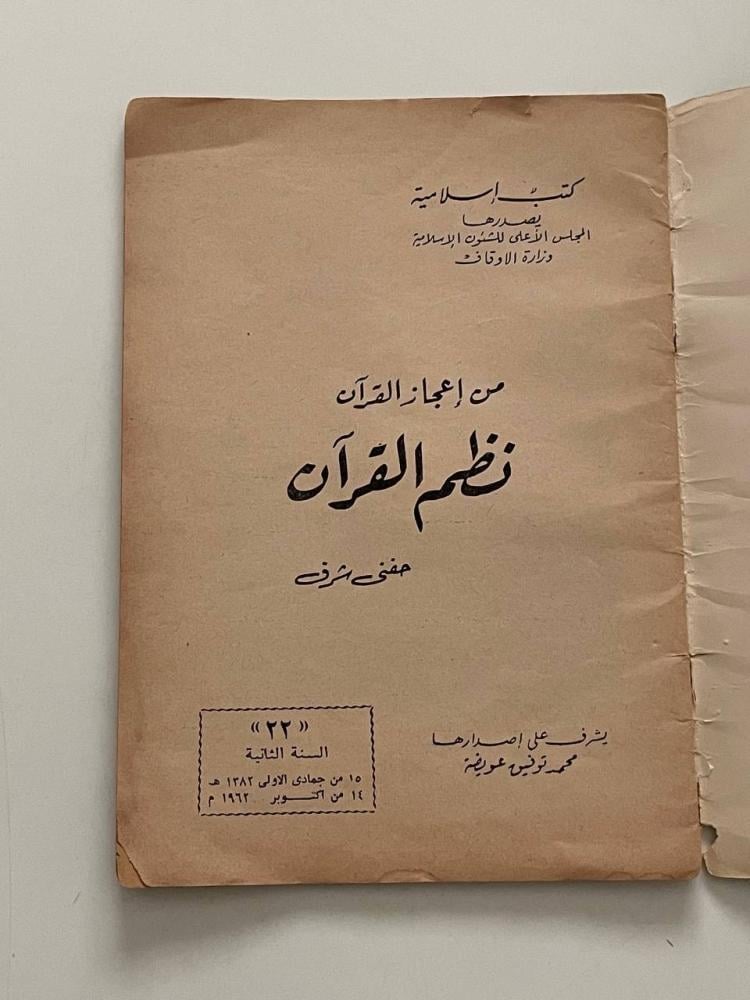 كتب إسلامية
يصدرها
المجلس الأعلى للشئون الإسلامية
وزارة الاوقاف
من إعجاز القرآن
نظم القرآن
حفنى شرف
يشرف على إصدارها
محمد توفيق عويضة
«٢٢»
السنة الثانية
١٥ من جمادى الاولى ١٣٨٢ هـ
١٤ من اكتـــوبر ١٩٦٢ م